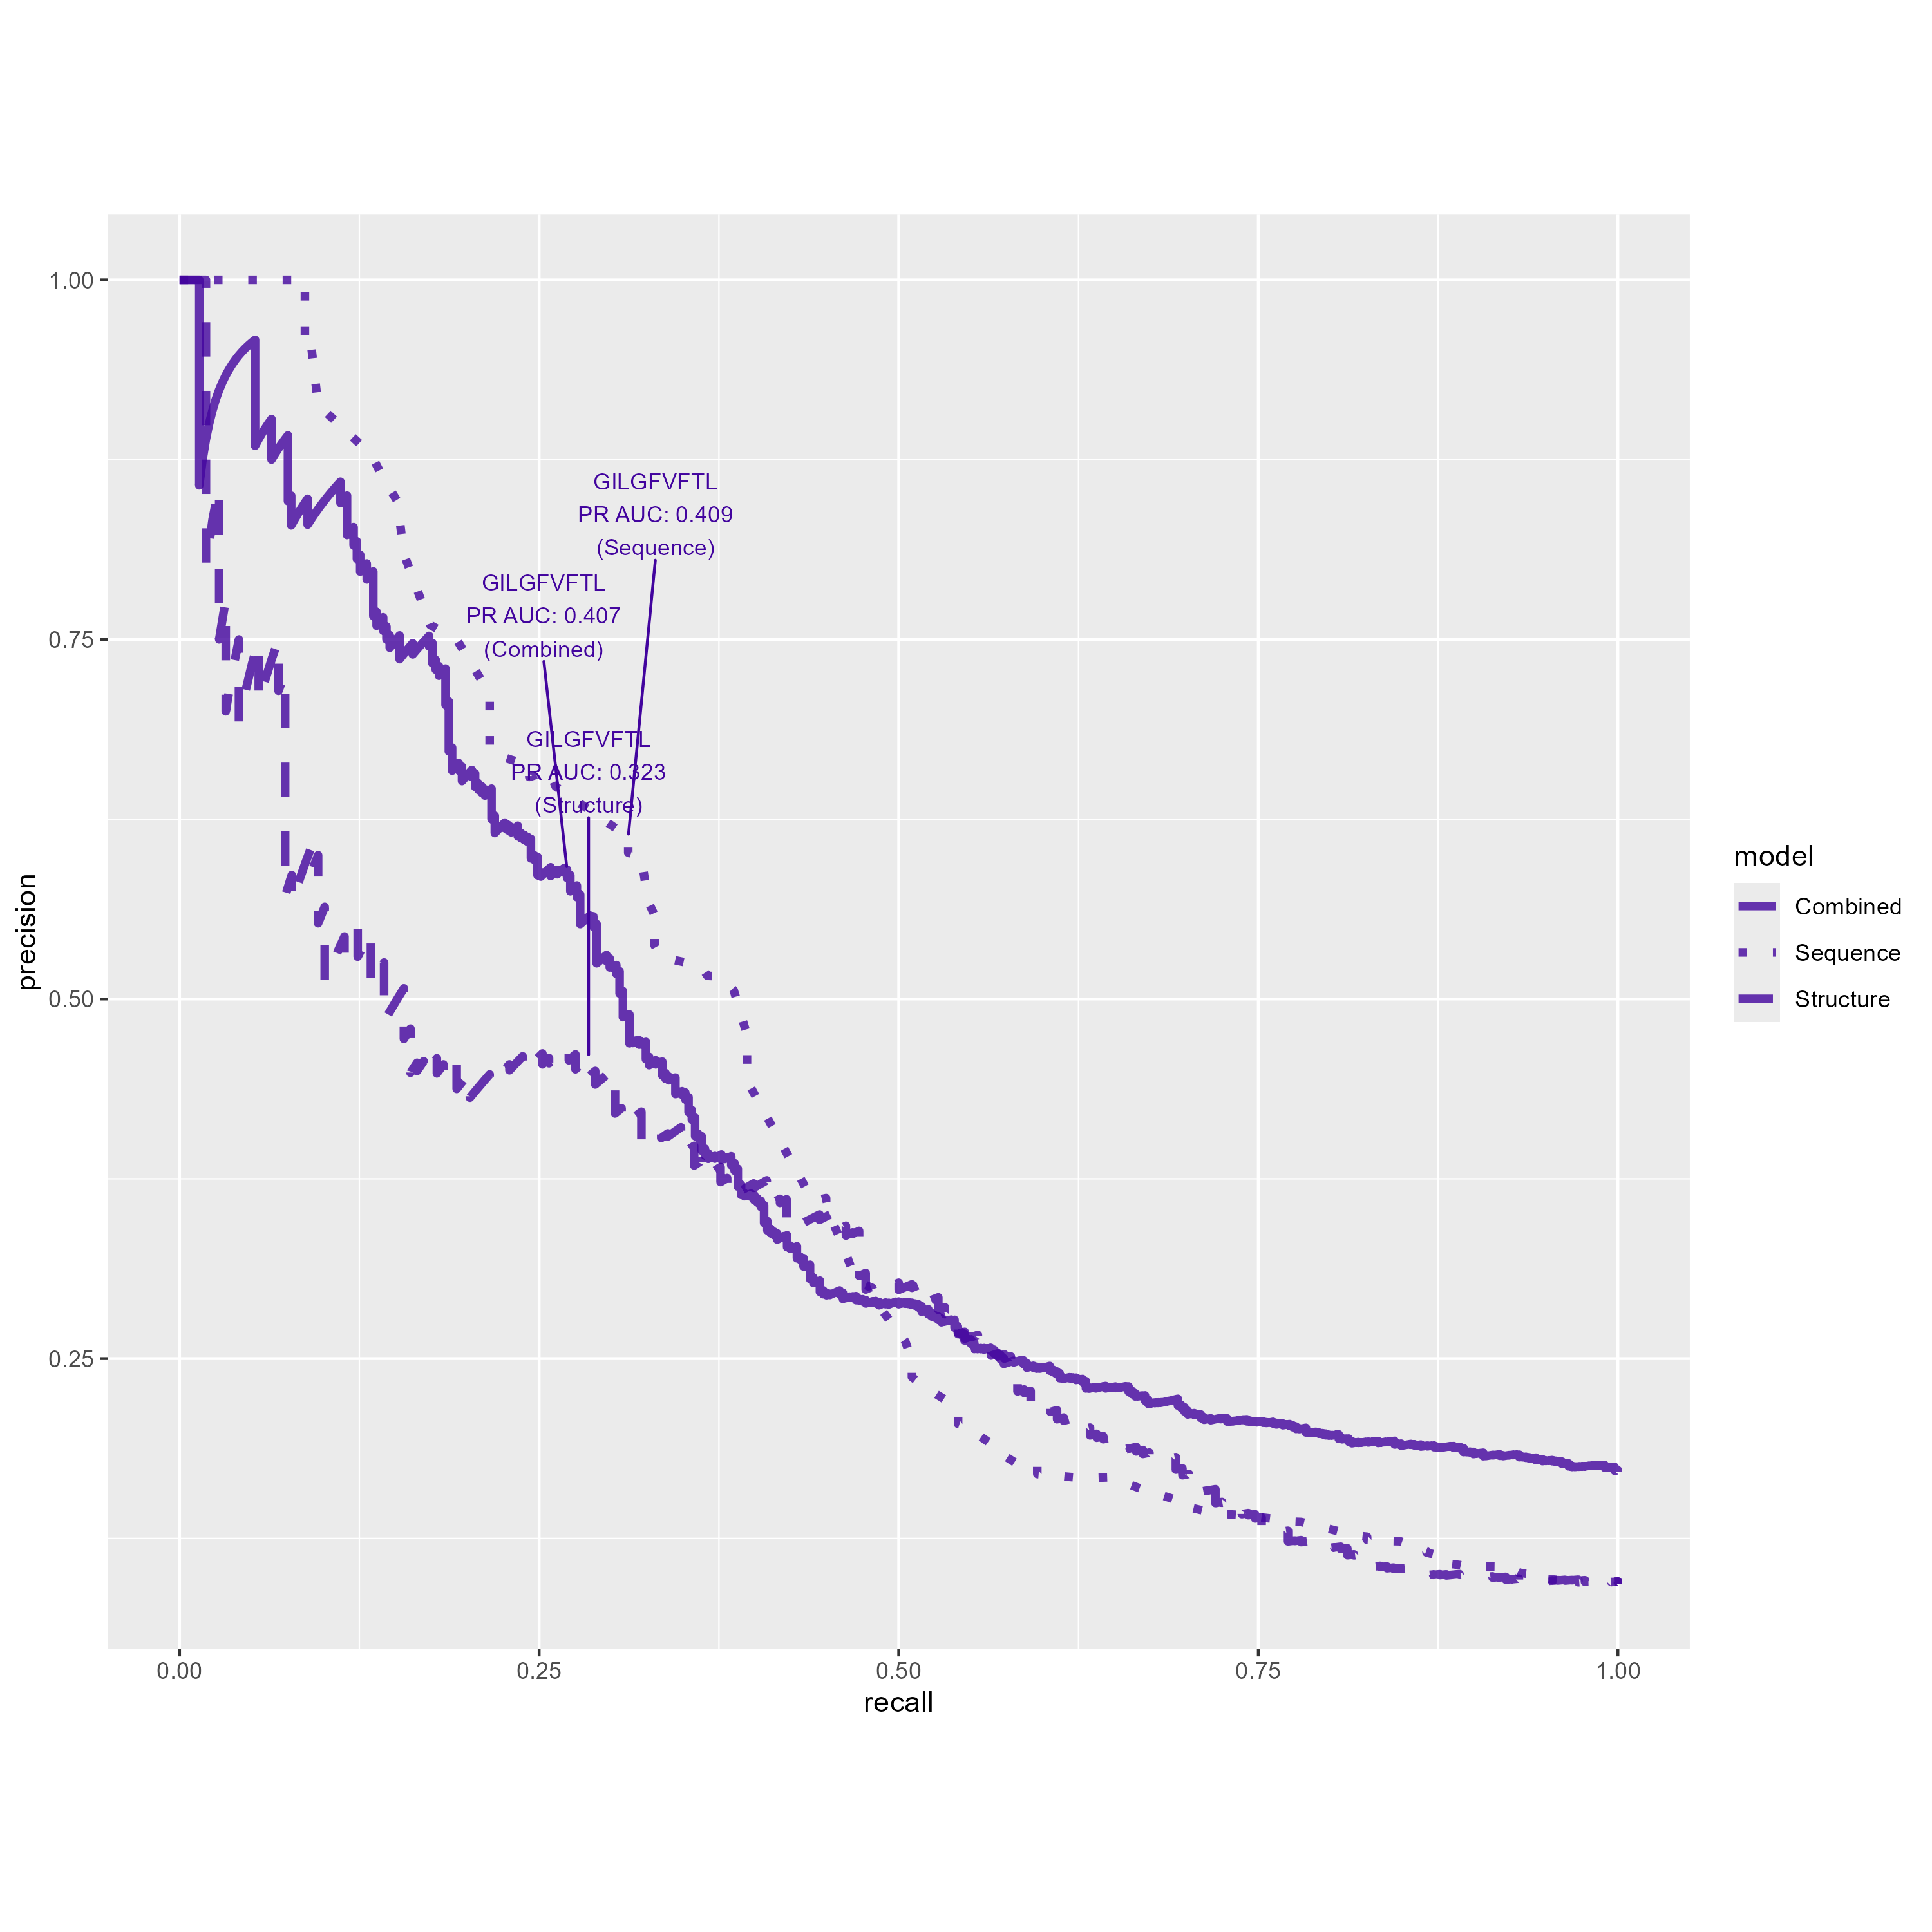 1.00
0.75
0.50
0.25
precision
GILGFVFTL
PR AUC: 0.409
(Sequence)
GILGFVFTL
PR AUC: 0.407
(Combined)
GILGFVFTL
PR AUC: 0.323
(Structure)
0.00
0.25
0.50
0.75
1.00
recall
model
Combined
Sequence
Structure